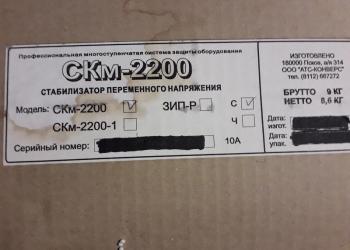 Профессиональная многоступенчатая система защиты оборудования
СКм-2200
СТАБИЛИЗАТОР ПЕРЕМЕННОГО НАПРЯЖЕНИЯ
Модель: СКм-2200 ЗИП-Р С
СКм-2200-1 Ч
Серийный номер: 10А
ИЗГОТОВЛЕНО
180000 Псков, а/я 314
ООО "АТС-КОНВЕРС"
тел. (8112) 667272
БРУТТО 9 КГ
НЕТТО 8,6 КГ
Дата: изгот.
Дата: упак.